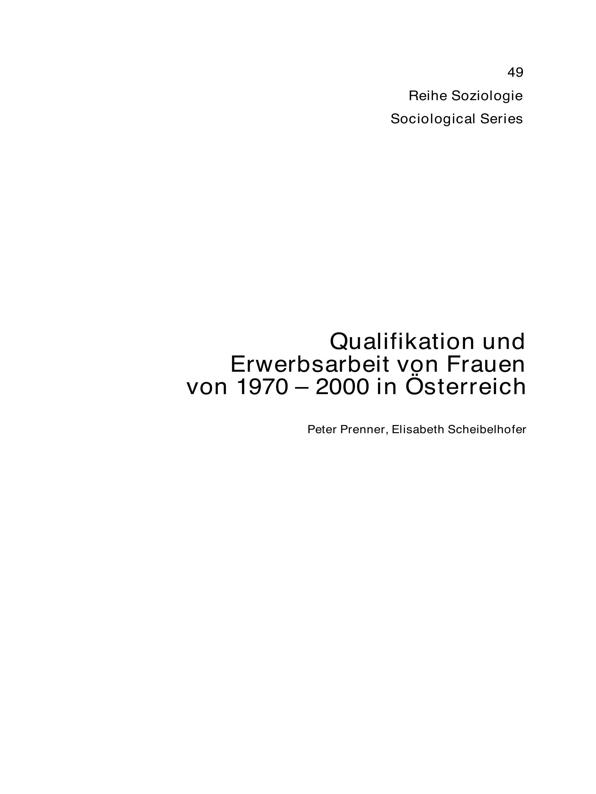 49
Reihe Soziologie
Sociological Series
Qualifikation und
Erwerbsarbeit von Frauen
von 1970 – 2000 in Österreich
Peter Prenner, Elisabeth Scheibelhofer